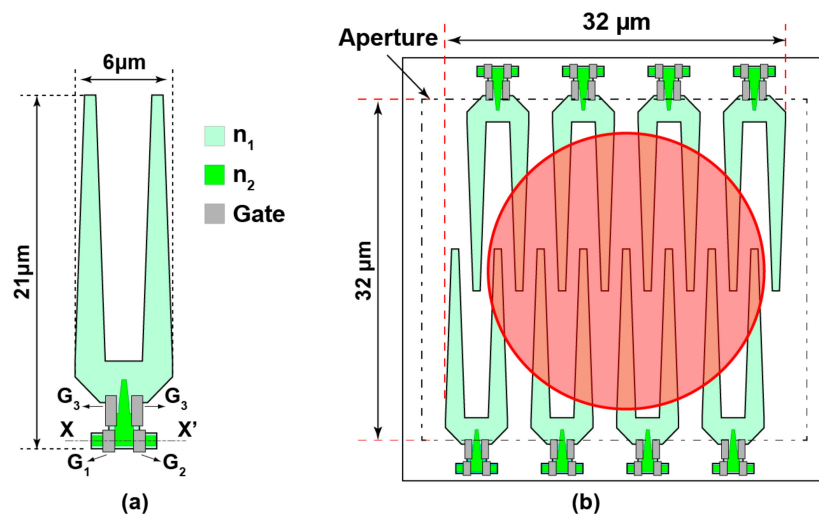 6μm
21μm
n₁
n₂
Gate
G₃
G₃
X
X'
G₁
G₂
(a)
32 μm
Aperture
32 μm
(b)